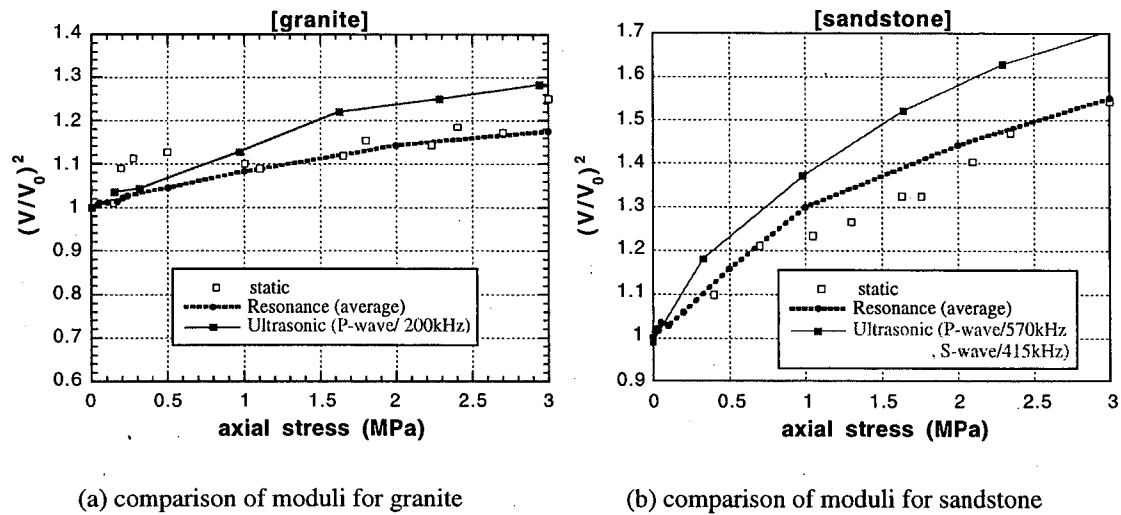 [granite]
1.4
1.3
1.2
1.1
1
0.9
0.8
0.7
0.6
(V/V0)²
static
Resonance (average)
Ultrasonic (P-wave/ 200kHz)
0 0.5 1 1.5 2 2.5 3
axial stress (MPa)
(a) comparison of moduli for granite
[sandstone]
1.7
1.6
1.5
1.4
1.3
1.2
1.1
1
0.9
(V/V0)²
static
Resonance (average)
Ultrasonic (P-wave/570kHz
, S-wave/415kHz)
0 0.5 1 1.5 2 2.5 3
axial stress (MPa)
(b) comparison of moduli for sandstone